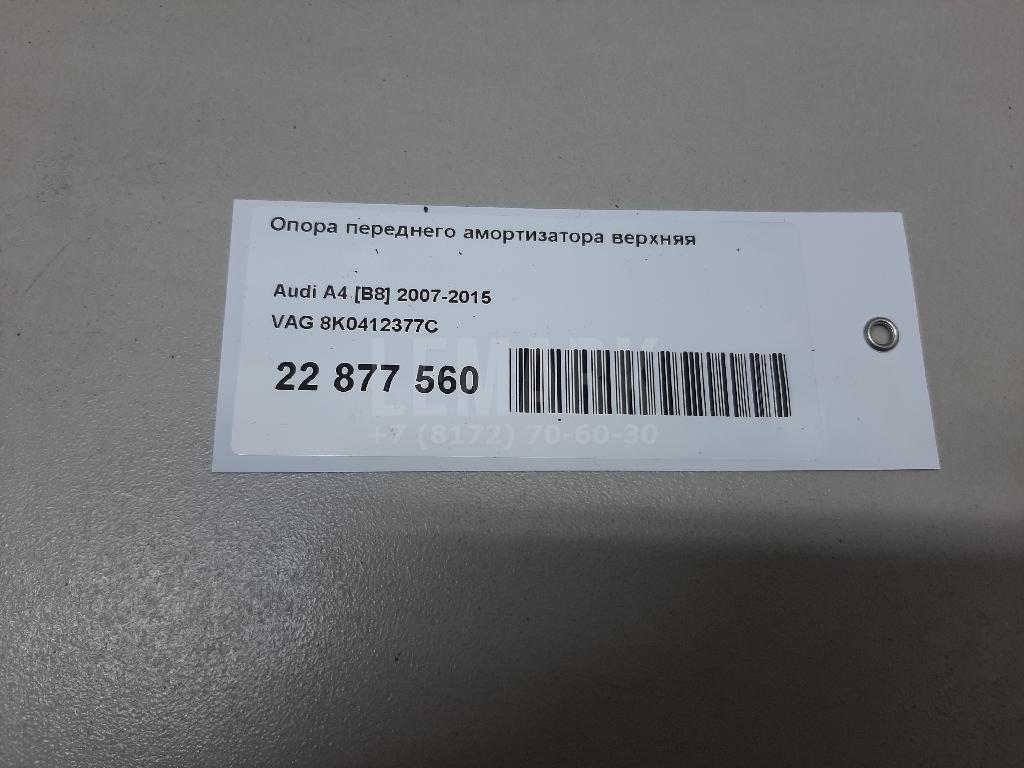 Опора переднего амортизатора верхняя
Audi A4 [B8] 2007-2015
VAG 8K0412377C
22 877 560
LEMARK
+7 (8172) 70-60-30